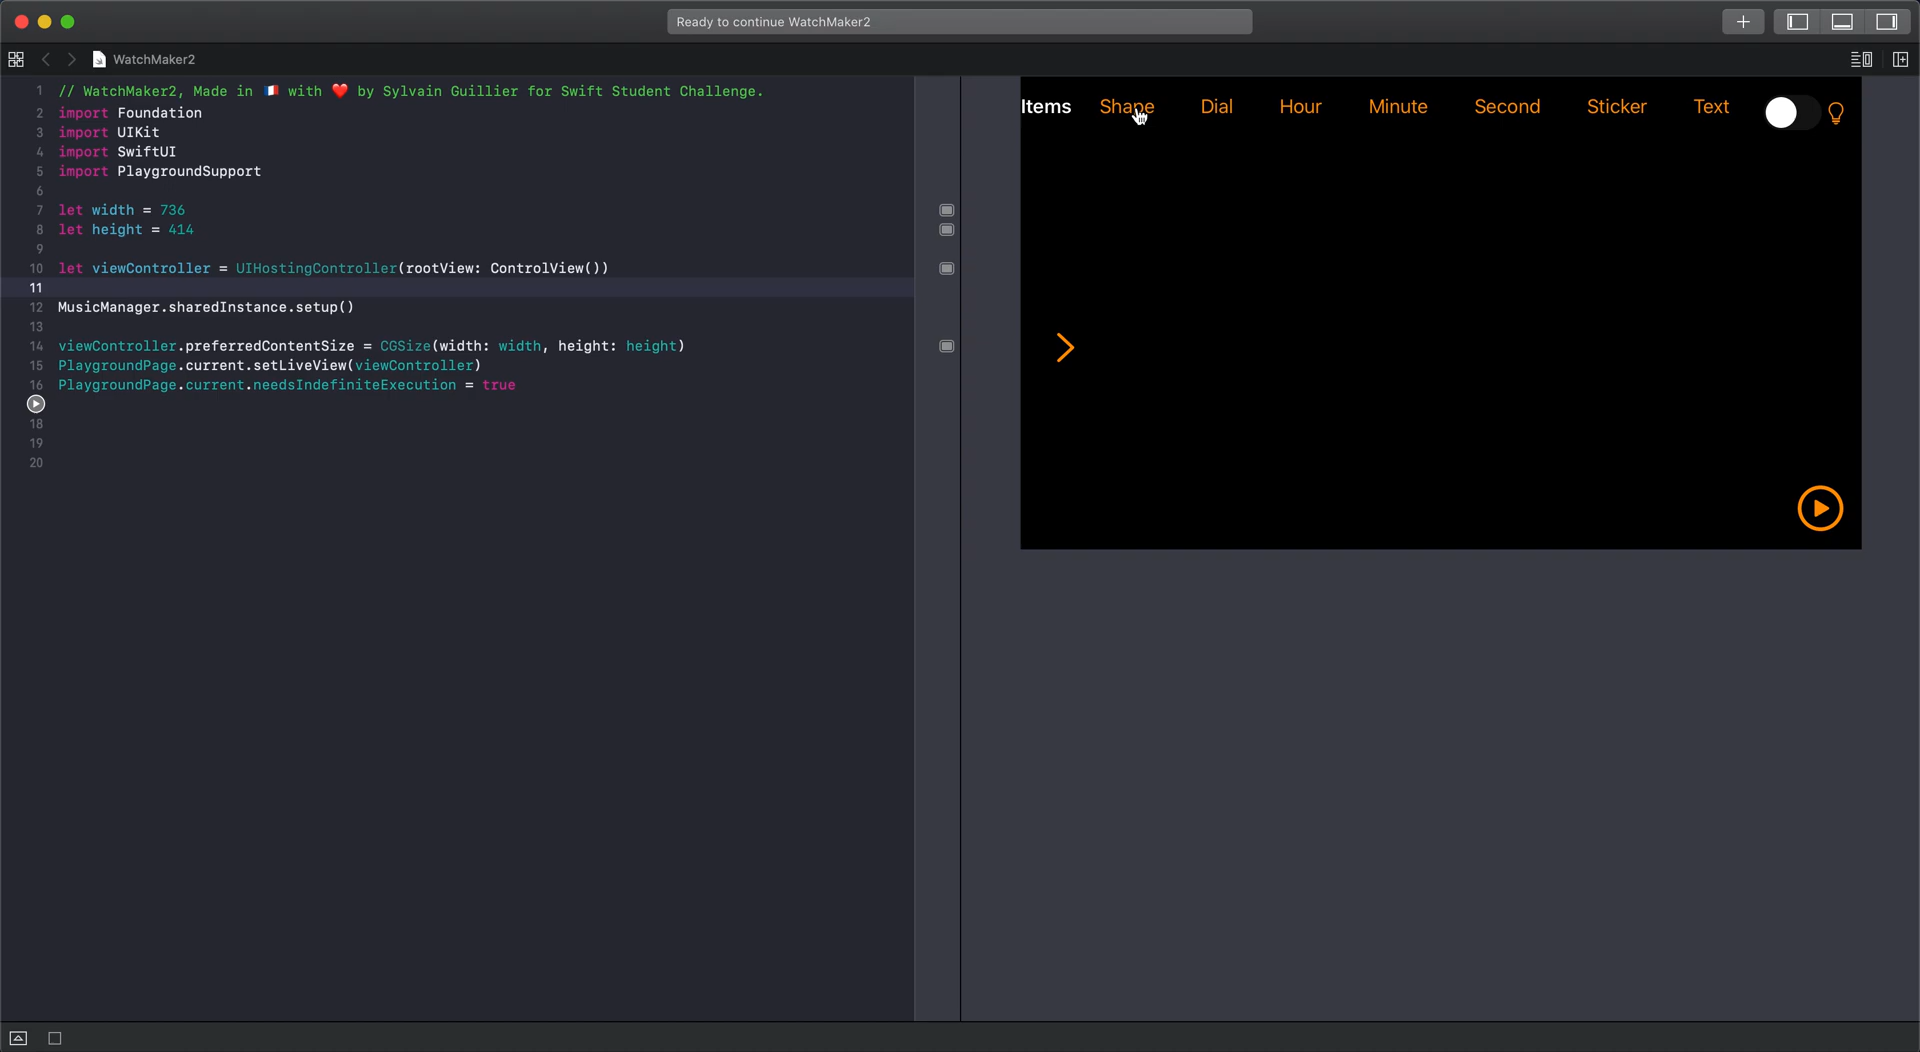 Ready to continue WatchMaker2
WatchMaker2
1 // WatchMaker2, Made in 🇫🇷 with ❤️ by Sylvain Guillier for Swift Student Challenge.
2 import Foundation
3 import UIKit
4 import SwiftUI
5 import PlaygroundSupport
6
7 let width = 736
8 let height = 414
9
10 let viewController = UIHostingController(rootView: ControlView())
11
12 MusicManager.sharedInstance.setup()
13
14 viewController.preferredContentSize = CGSize(width: width, height: height)
15 PlaygroundPage.current.setLiveView(viewController)
16 PlaygroundPage.current.needsIndefiniteExecution = true
18
19
20
Items Shape Dial Hour Minute Second Sticker Text